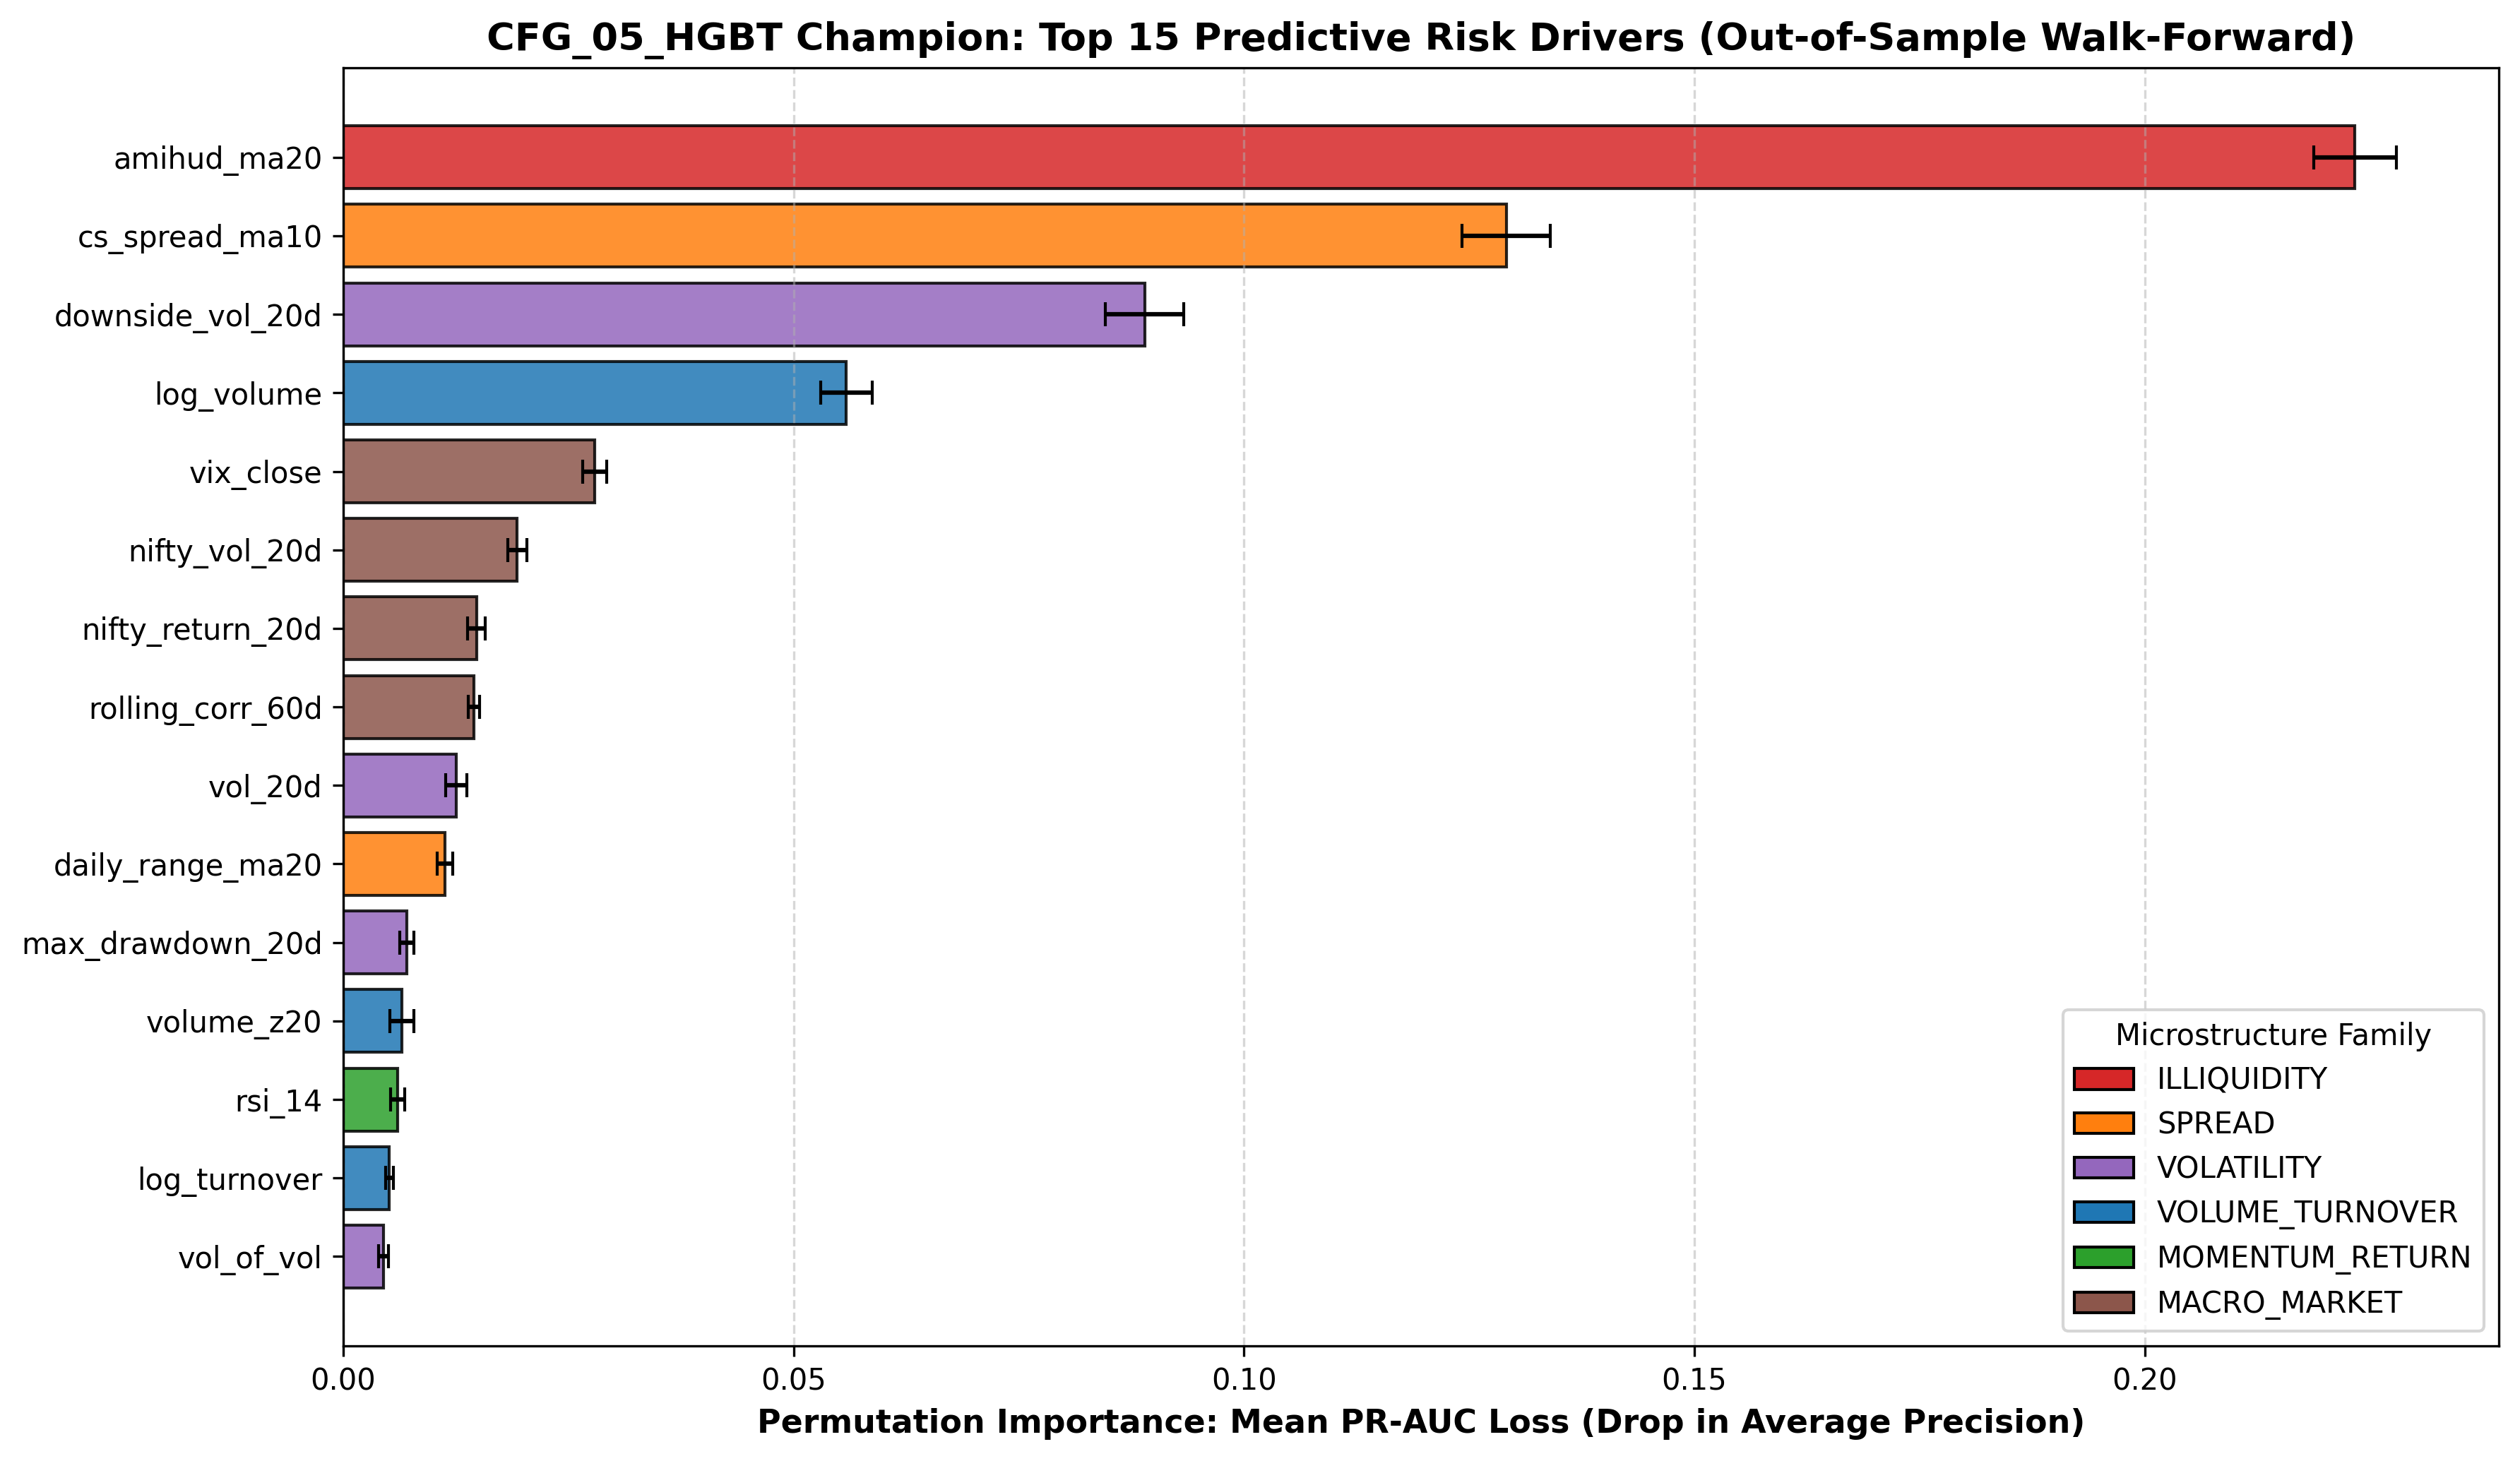 CFG_05_HGBT Champion: Top 15 Predictive Risk Drivers (Out-of-Sample Walk-Forward)
amihud_ma20
cs_spread_ma10
downside_vol_20d
log_volume
vix_close
nifty_vol_20d
nifty_return_20d
rolling_corr_60d
vol_20d
daily_range_ma20
max_drawdown_20d
volume_z20
rsi_14
log_turnover
vol_of_vol
Microstructure Family
ILLIQUIDITY
SPREAD
VOLATILITY
VOLUME_TURNOVER
MOMENTUM_RETURN
MACRO_MARKET
0.00 0.05 0.10 0.15 0.20
Permutation Importance: Mean PR-AUC Loss (Drop in Average Precision)